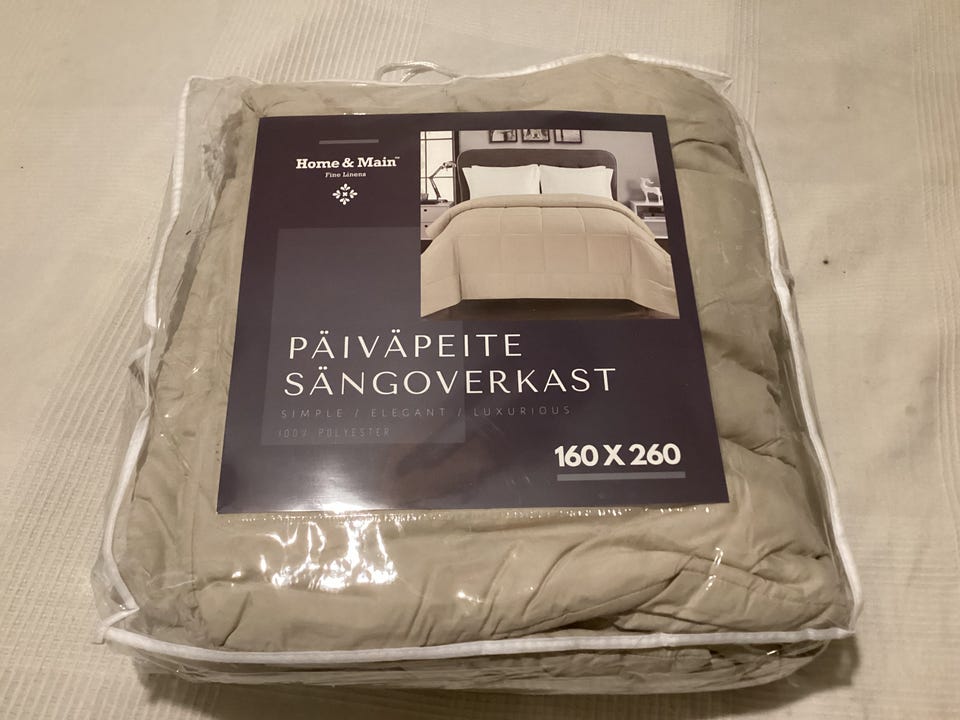 Home & Main™
Fine Linens
PÄIVÄPEITE
SÄNGOVERKAST
SIMPLE / ELEGANT / LUXURIOUS
100% POLYESTER
160 X 260